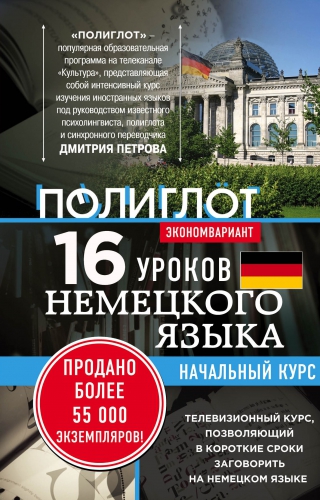 «ПОЛИГЛОТ» –
популярная образовательная
программа на телеканале
«Культура», представляющая
собой интенсивный курс
изучения иностранных языков
под руководством известного
психолингвиста, полиглота
и синхронного переводчика
ДМИТРИЯ ПЕТРОВА
ПОЛИГЛОТ
ЭКОНОМВАРИАНТ
16 УРОКОВ
НЕМЕЦКОГО
ЯЗЫКА
НАЧАЛЬНЫЙ КУРС
ПРОДАНО
БОЛЕЕ
55 000
ЭКЗЕМПЛЯРОВ!
ТЕЛЕВИЗИОННЫЙ КУРС,
ПОЗВОЛЯЮЩИЙ
В КОРОТКИЕ СРОКИ
ЗАГОВОРИТЬ
НА НЕМЕЦКОМ ЯЗЫКЕ